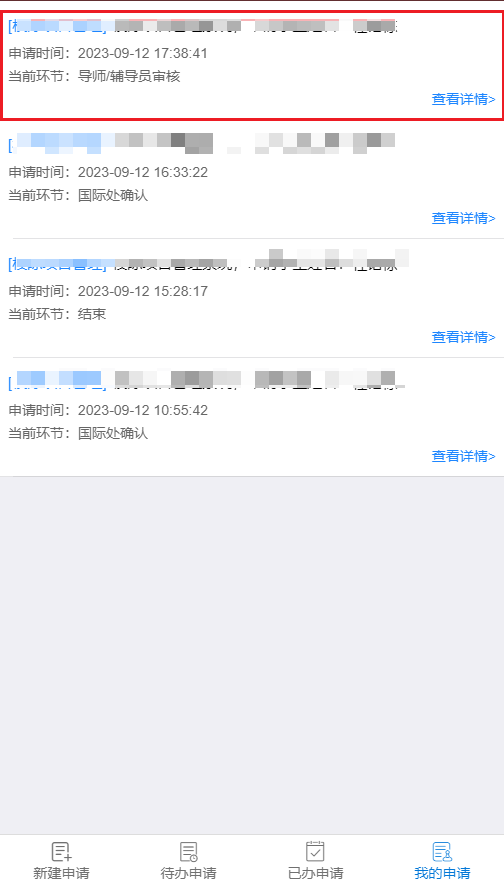 申请时间：2023-09-12 17:38:41
当前环节：导师/辅导员审核
查看详情>
[
申请时间：2023-09-12 16:33:22
当前环节：国际处确认
查看详情>
申请时间：2023-09-12 15:28:17
当前环节：结束
查看详情>
申请时间：2023-09-12 10:55:42
当前环节：国际处确认
查看详情>
新建申请
待办申请
已办申请
我的申请